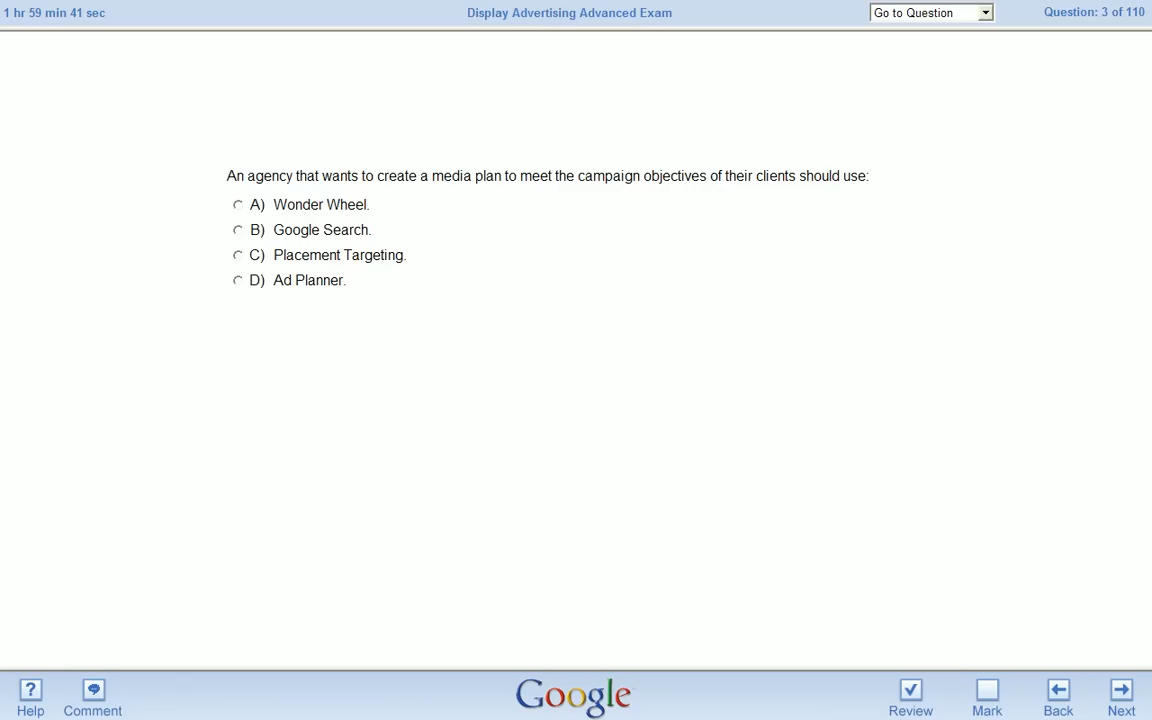 1 hr 59 min 41 sec
Display Advertising Advanced Exam
Go to Question
Question: 3 of 110
An agency that wants to create a media plan to meet the campaign objectives of their clients should use:
A) Wonder Wheel.
B) Google Search.
C) Placement Targeting.
D) Ad Planner.
? Help
Comment
Google
Review
Mark
Back
Next